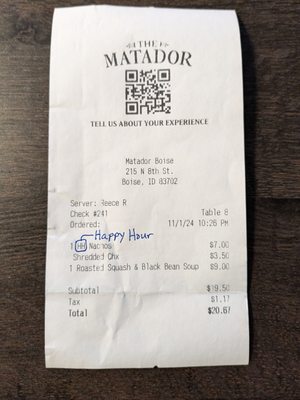 THE
MATADOR
TELL US ABOUT YOUR EXPERIENCE
Matador Boise
215 N 8th St.
Boise, ID 83702
Server: Reece R
Check #241 Table 8
Ordered: 11/1/24 10:26 PM
Happy Hour
1 HH Nachos $7.00
Shredded Chx $3.50
1 Roasted Squash & Black Bean Soup $9.00
Subtotal $19.50
Tax $1.17
Total $20.67